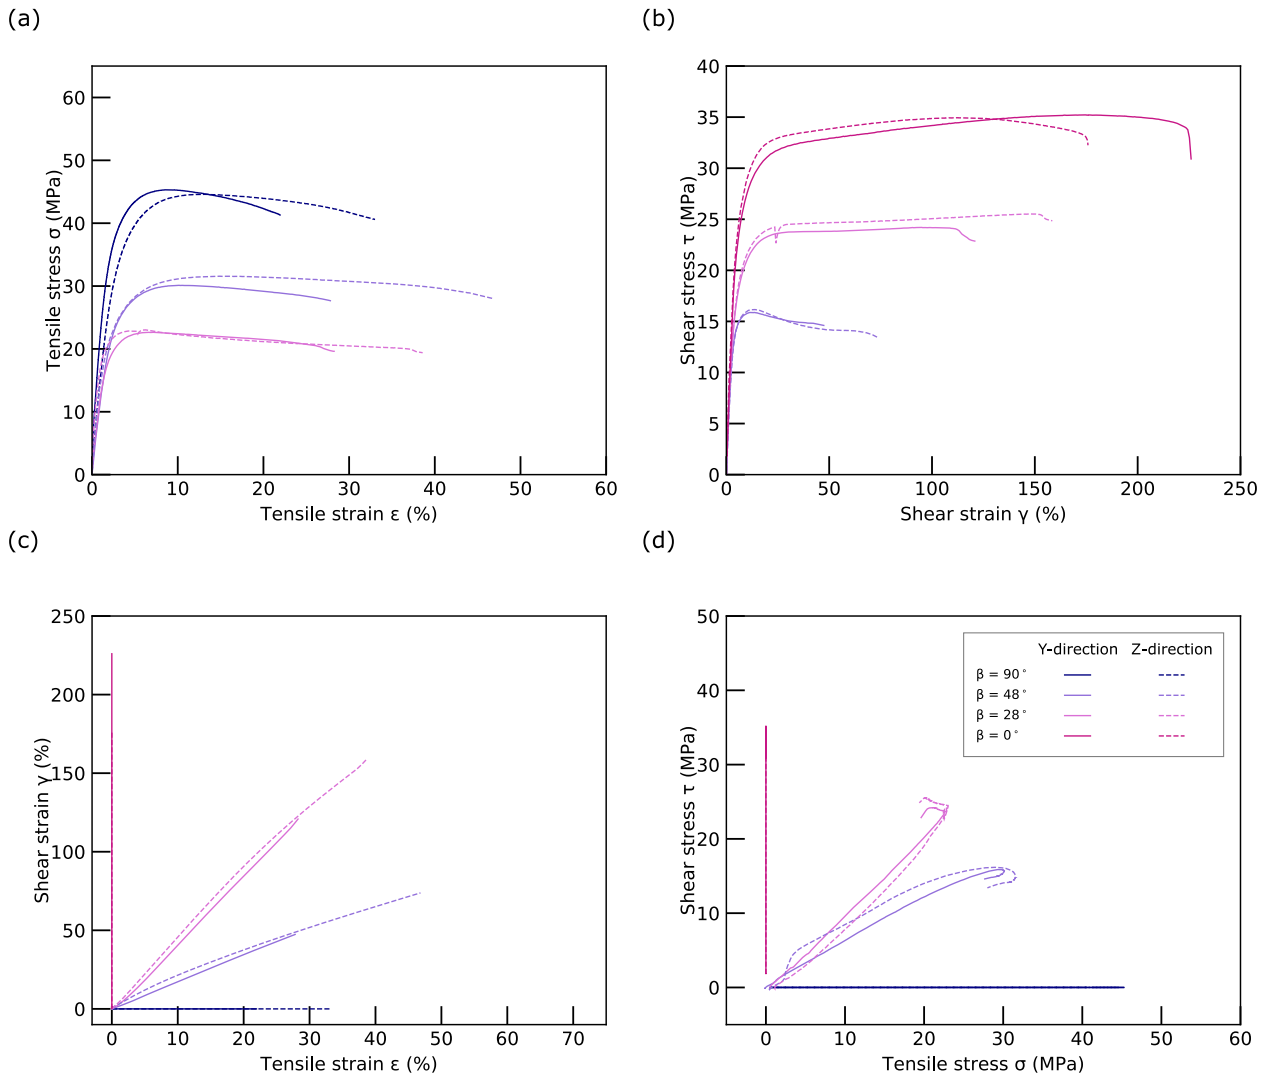 (a)
(b)
60
50
40
30
20
10
0
Tensile stress σ (MPa)
0 10 20 30 40 50 60
Tensile strain ε (%)
40
35
30
25
20
15
10
5
0
Shear stress τ (MPa)
0 50 100 150 200 250
Shear strain γ (%)
(c)
(d)
250
200
150
100
50
0
Shear strain γ (%)
0 10 20 30 40 50 60 70
Tensile strain ε (%)
50
40
30
20
10
0
Shear stress τ (MPa)
Y-direction Z-direction
β = 90°
β = 48°
β = 28°
β = 0°
0 10 20 30 40 50 60
Tensile stress σ (MPa)